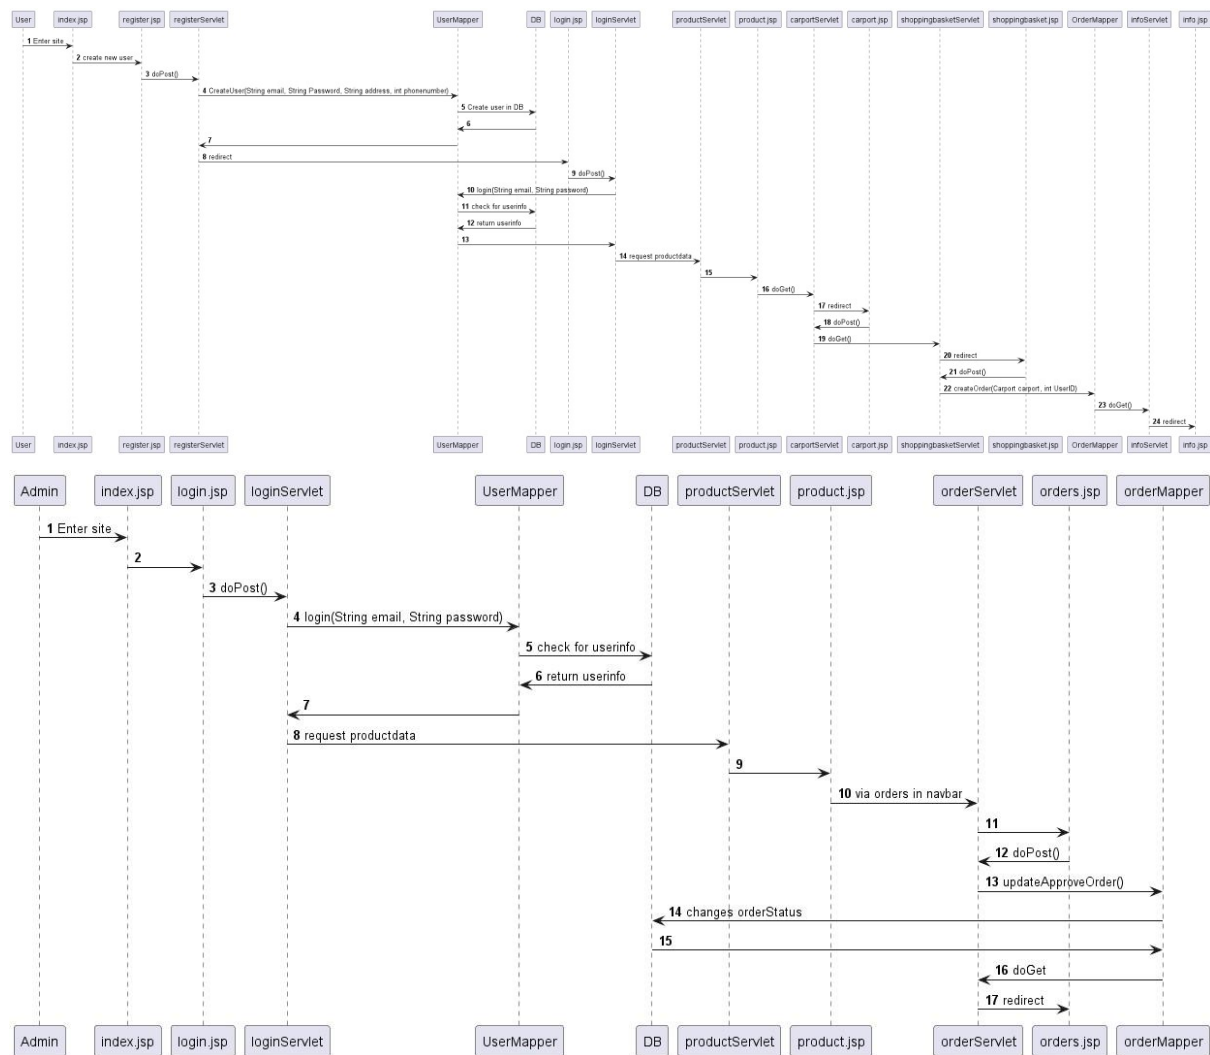 User index.jsp register.jsp registerServlet UserMapper DB login.jsp loginServlet productServlet product.jsp carportServlet carport.jsp shoppingbasketServlet shoppingbasket.jsp OrderMapper infoServlet info.jsp
1 Enter site
2 create new user
3 doPost()
4 CreateUser(String email, String Password, String address, int phonenumber)
5 Create user in DB
6
7
8 redirect
9 doPost()
10 login(String email, String password)
11 check for userinfo
12 return userinfo
13
14 request productdata
15
16 doGet()
17 redirect
18 doPost()
19 doGet()
20 redirect
21 doPost()
22 createOrder(Carport carport, int UserID)
23 doGet()
24 redirect
User index.jsp register.jsp registerServlet UserMapper DB login.jsp loginServlet productServlet product.jsp carportServlet carport.jsp shoppingbasketServlet shoppingbasket.jsp OrderMapper infoServlet info.jsp
Admin index.jsp login.jsp loginServlet UserMapper DB productServlet product.jsp orderServlet orders.jsp orderMapper
1 Enter site
2
3 doPost()
4 login(String email, String password)
5 check for userinfo
6 return userinfo
7
8 request productdata
9
10 via orders in navbar
11
12 doPost()
13 updateApproveOrder()
14 changes orderStatus
15
16 doGet
17 redirect
Admin index.jsp login.jsp loginServlet UserMapper DB productServlet product.jsp orderServlet orders.jsp orderMapper